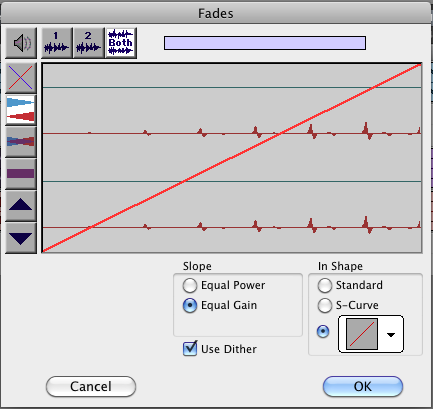 Fades
1
2
Both
Slope
Equal Power
Equal Gain
Use Dither
In Shape
Standard
S-Curve
Cancel
OK